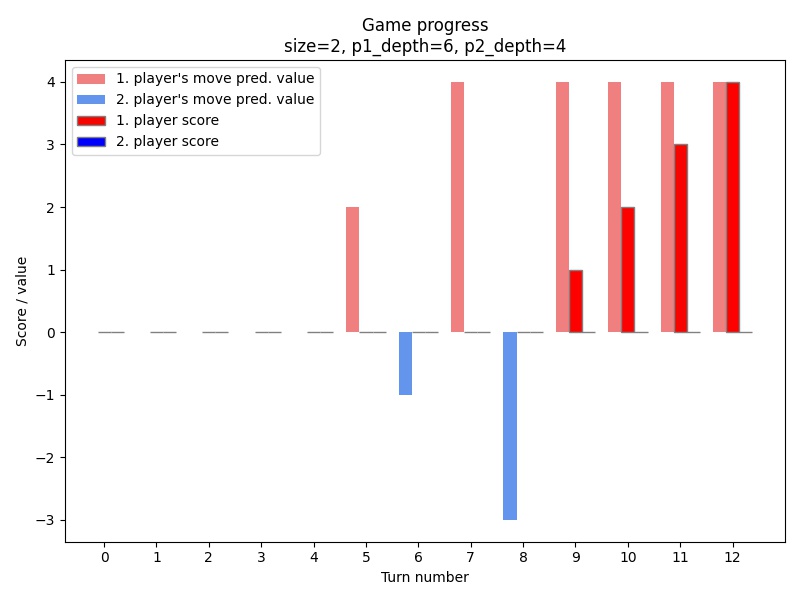 Game progress
size=2, p1_depth=6, p2_depth=4
1. player's move pred. value
2. player's move pred. value
1. player score
2. player score
Score / value
4
3
2
1
0
−1
−2
−3
0 1 2 3 4 5 6 7 8 9 10 11 12
Turn number